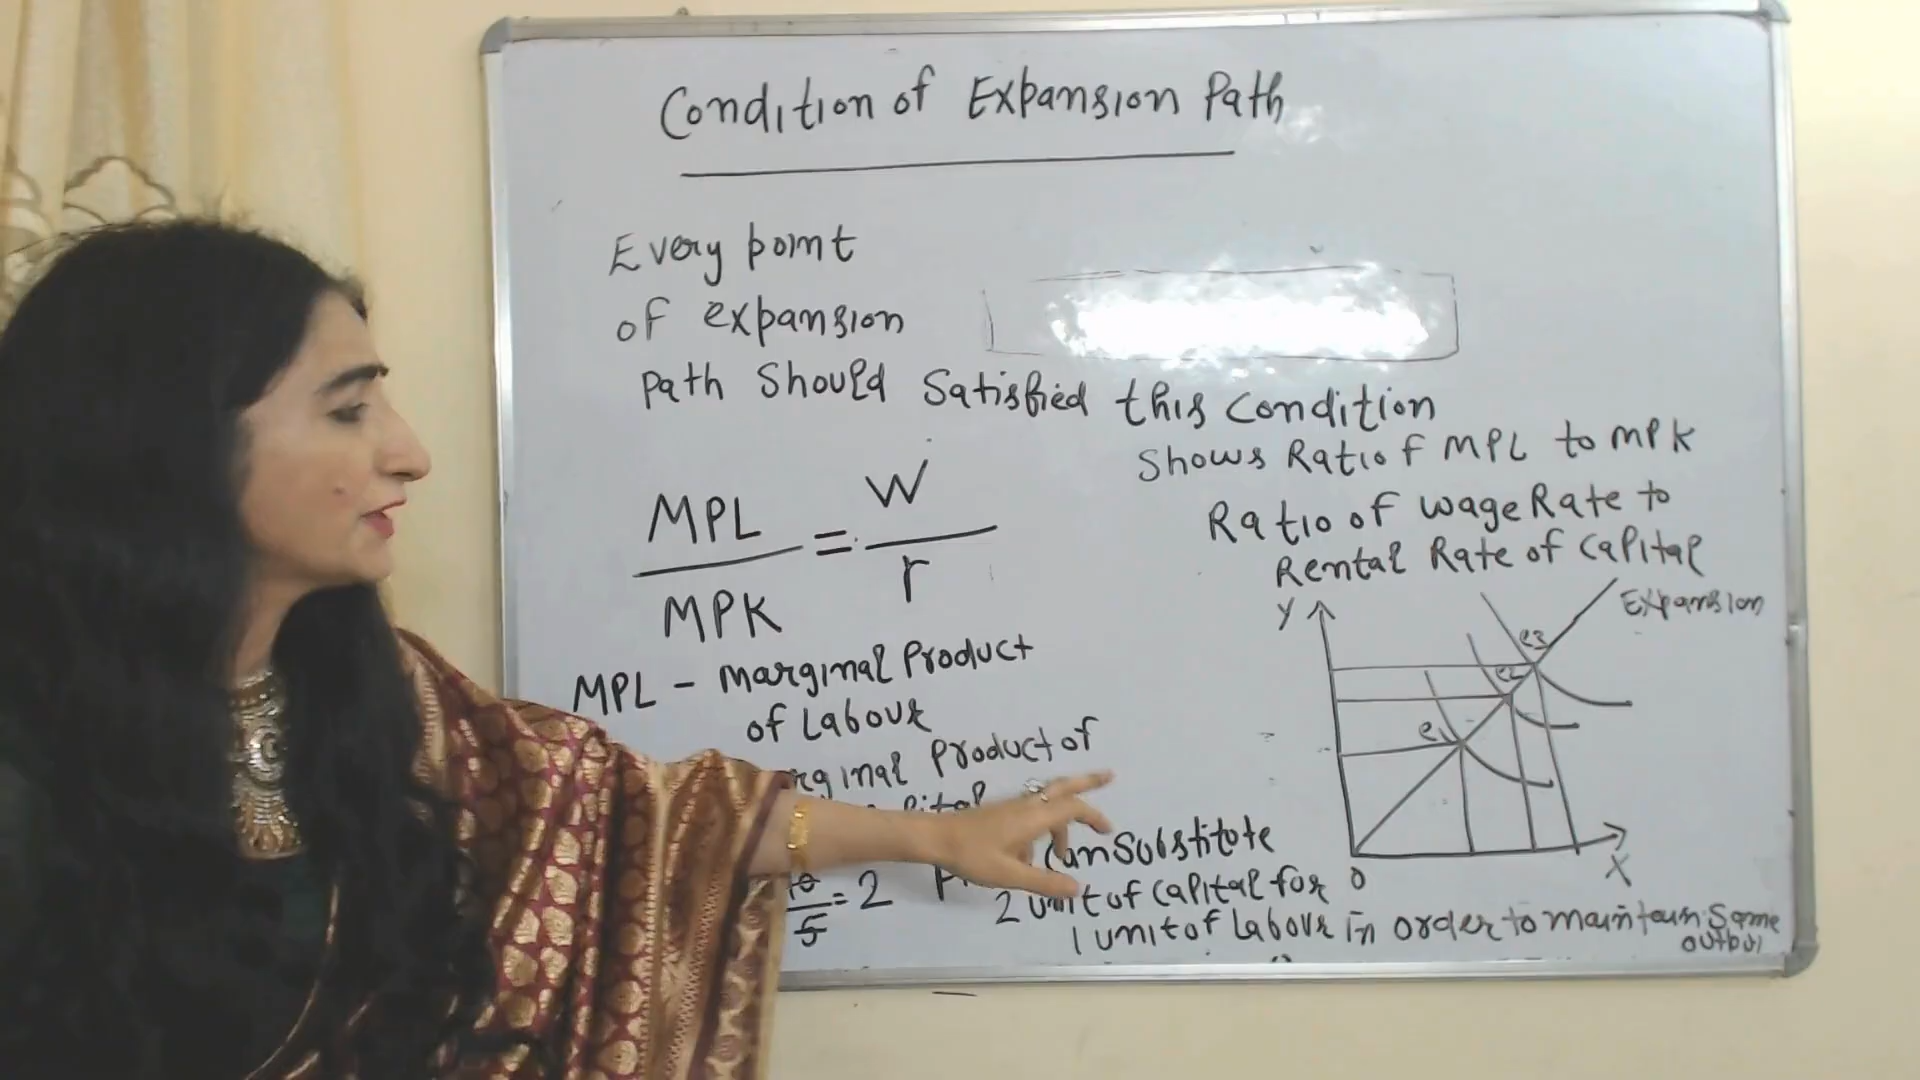 Condition of Expansion Path
Every point
of expansion
Path Should Satisfied this condition
Shows Ratio f MPL to MPK
Ratio of wage Rate to
Rental Rate of Capital
MPL
MPK
=
W
r
MPL - Marginal Product
of Labour
Product of
10
5
= 2
Can Substitute
2 unit of Capital for
1 unit of Labour in order to maintain Same
output
Y
Expansion
e3
e2
e1
O
X